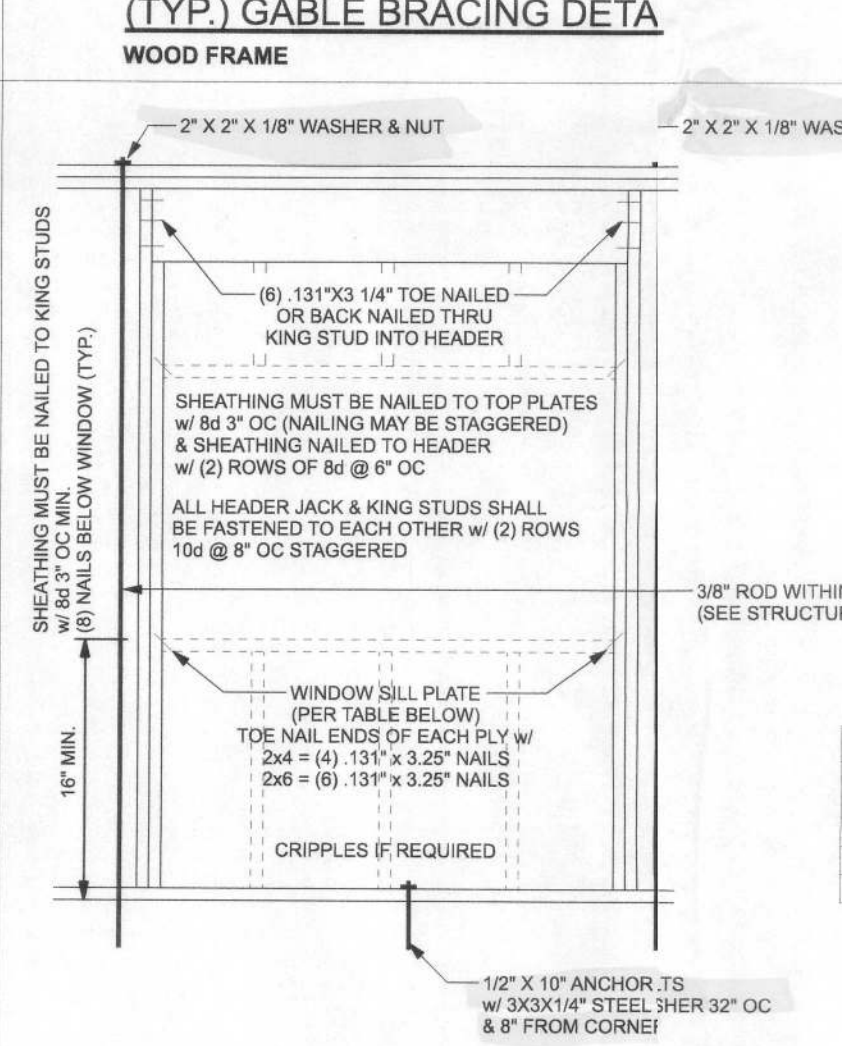 (TYP.) GABLE BRACING DETA
WOOD FRAME
2" X 2" X 1/8" WASHER & NUT
2" X 2" X 1/8" WAS
SHEATHING MUST BE NAILED TO KING STUDS
w/ 8d 3" OC MIN.
(8) NAILS BELOW WINDOW (TYP.)
(6) .131"X3 1/4" TOE NAILED
OR BACK NAILED THRU
KING STUD INTO HEADER
SHEATHING MUST BE NAILED TO TOP PLATES
w/ 8d 3" OC (NAILING MAY BE STAGGERED)
& SHEATHING NAILED TO HEADER
w/ (2) ROWS OF 8d @ 6" OC
ALL HEADER JACK & KING STUDS SHALL
BE FASTENED TO EACH OTHER w/ (2) ROWS
10d @ 8" OC STAGGERED
3/8" ROD WITHIN
(SEE STRUCTU
16" MIN.
WINDOW SILL PLATE
(PER TABLE BELOW)
TOE NAIL ENDS OF EACH PLY w/
2x4 = (4) .131" x 3.25" NAILS
2x6 = (6) .131" x 3.25" NAILS
CRIPPLES IF REQUIRED
1/2" X 10" ANCHOR TS
w/ 3X3X1/4" STEEL SHER 32" OC
& 8" FROM CORNER